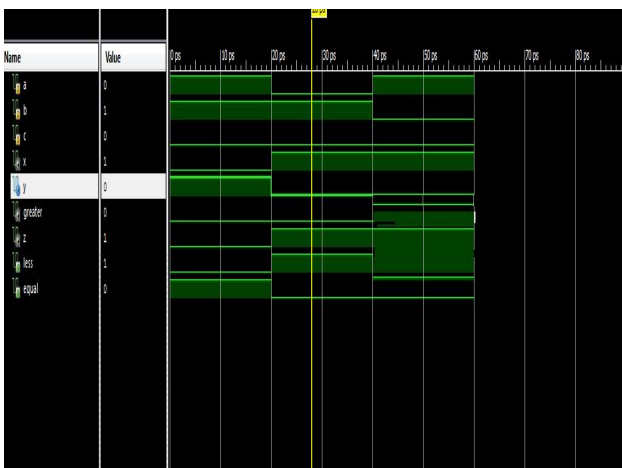 Name Value 0 ps 10 ps 20 ps 30 ps 40 ps 50 ps 60 ps 70 ps 80 ps
a 0
b 1
c 0
x 1
y 0
greater 0
z 1
less 1
equal 0